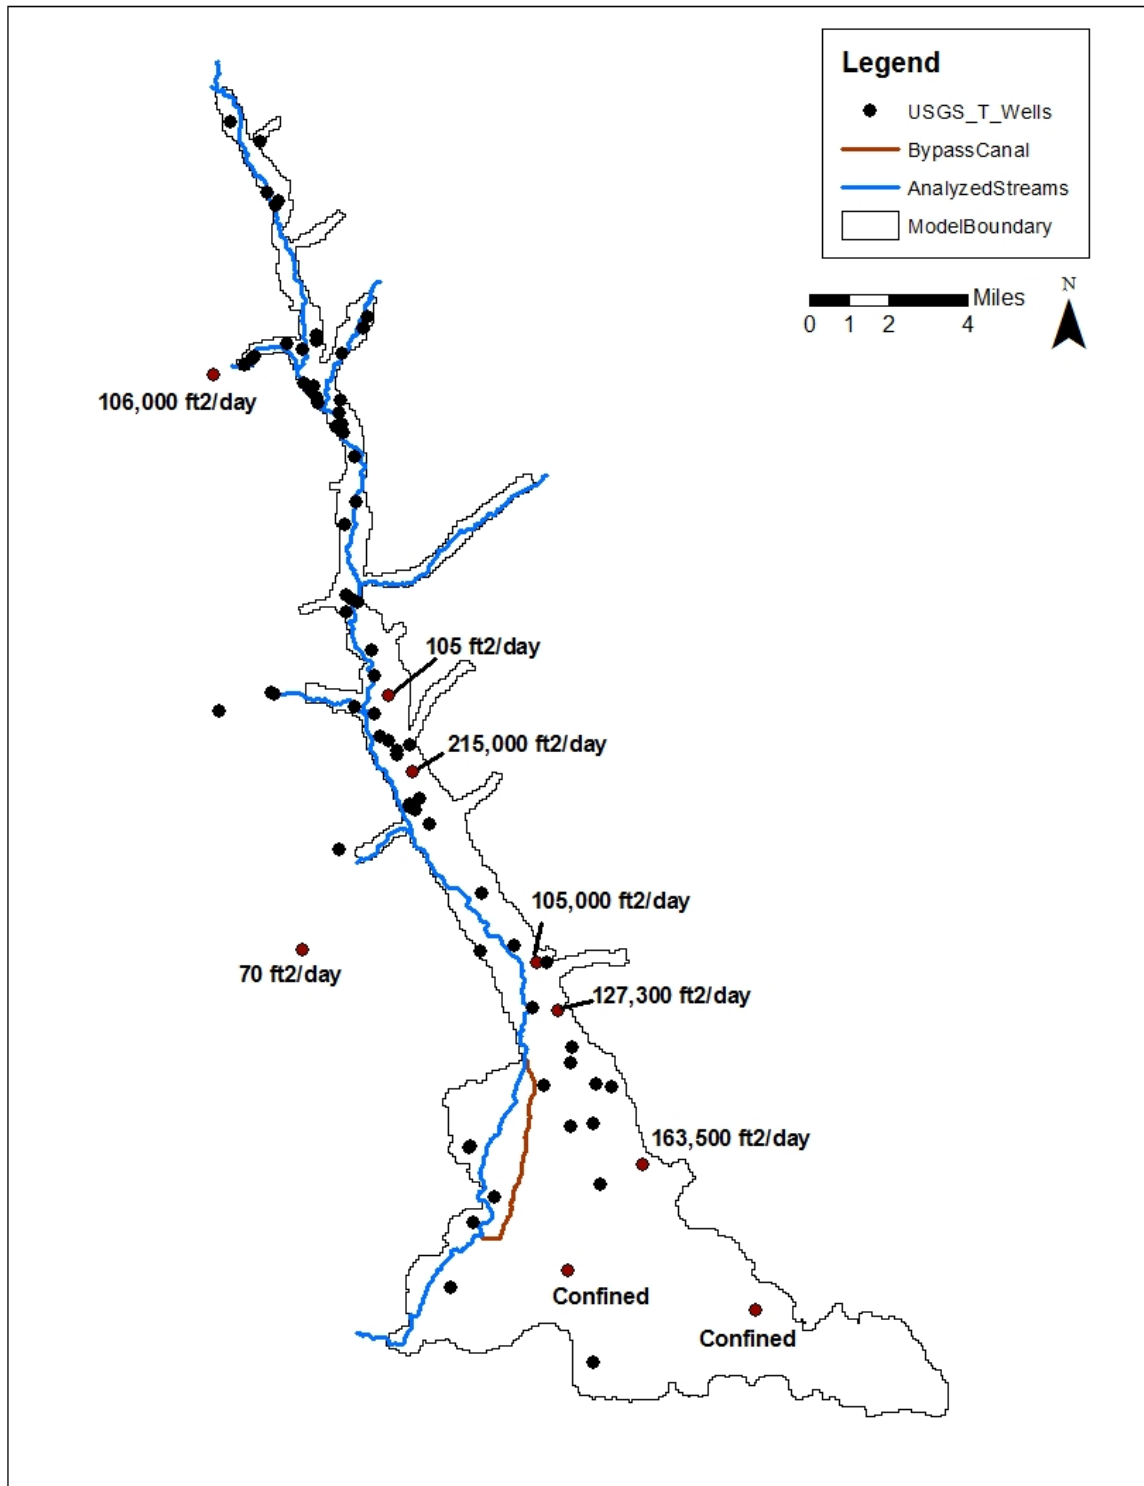 Legend
USGS_T_Wells
BypassCanal
AnalyzedStreams
ModelBoundary
N
Miles
0 1 2 4
106,000 ft2/day
105 ft2/day
215,000 ft2/day
105,000 ft2/day
70 ft2/day
127,300 ft2/day
163,500 ft2/day
Confined
Confined